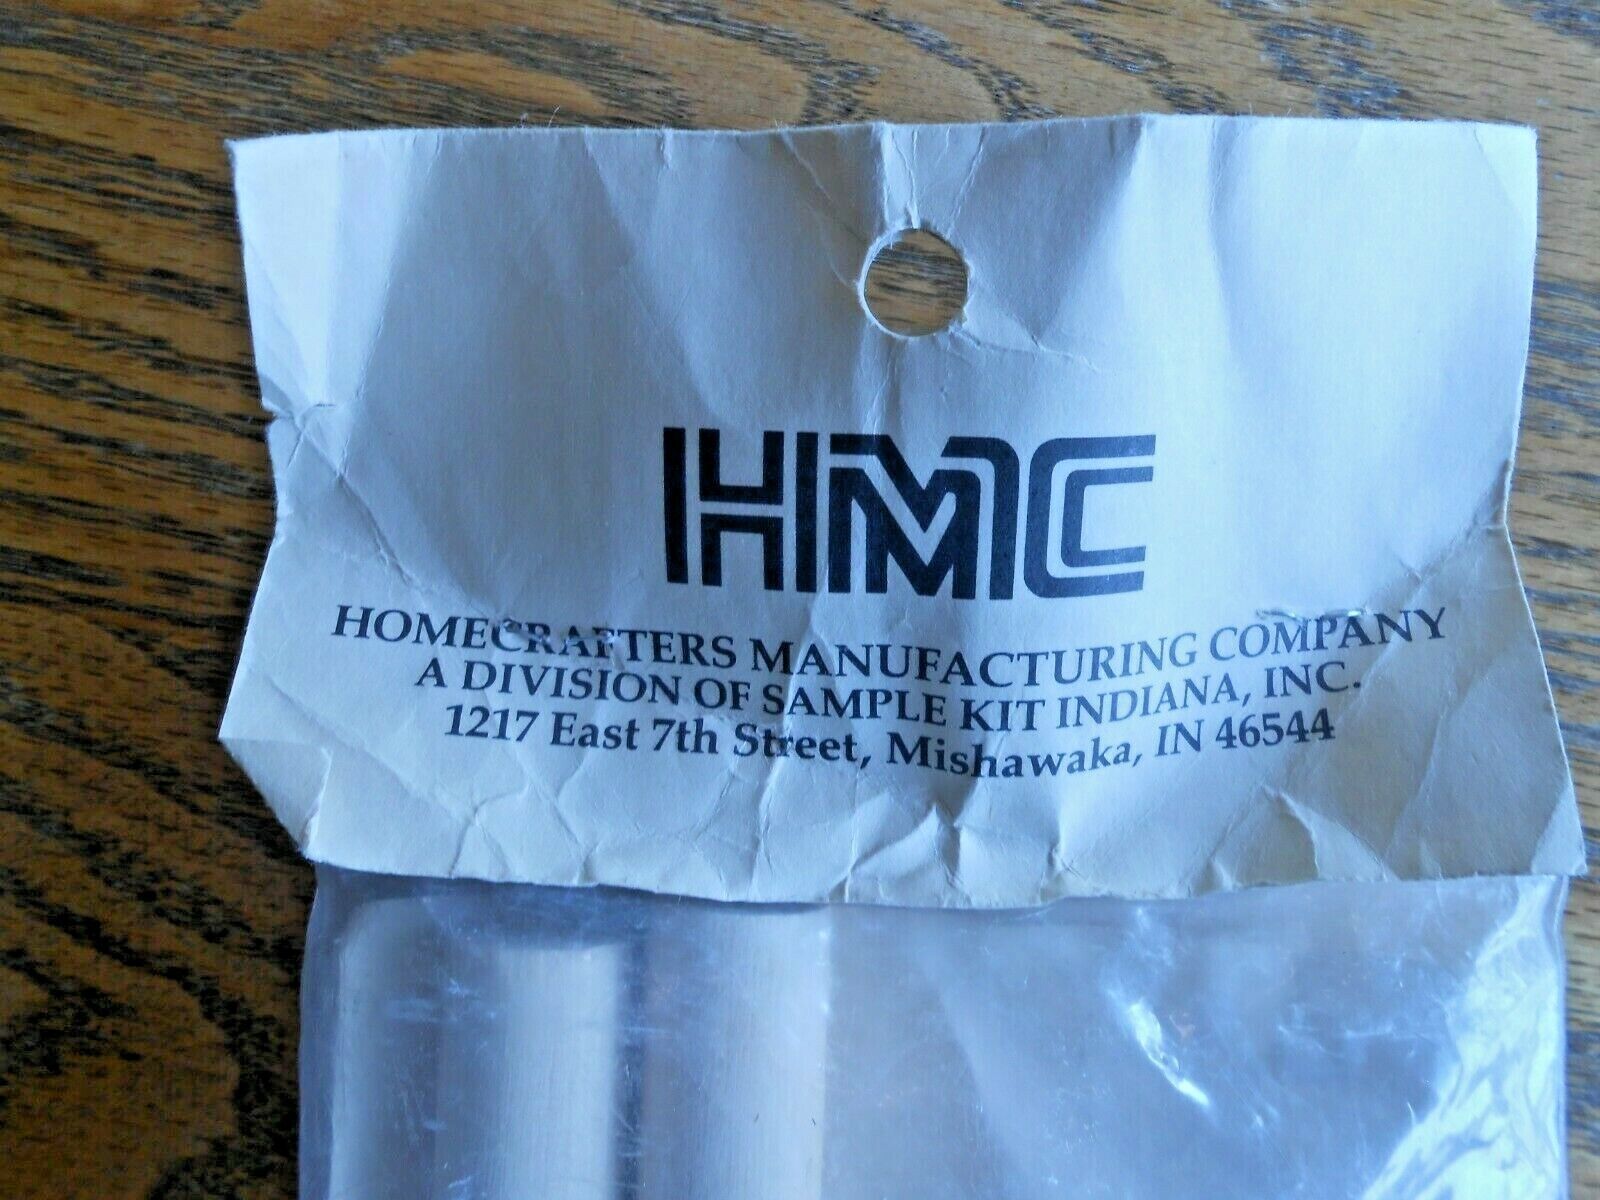 HMC
HOMECRAFTERS MANUFACTURING COMPANY
A DIVISION OF SAMPLE KIT INDIANA, INC.
1217 East 7th Street, Mishawaka, IN 46544